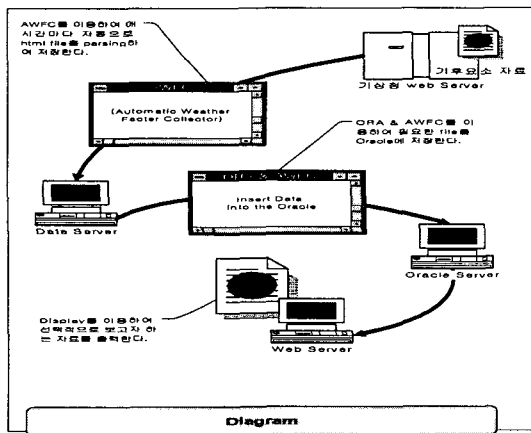 AWFC를 이용하여 매
시간마다 자동으로
html file을 parsing하
여 저장한다.
기후요소 자료
기상청 Web Server
(Automatic Weather
Facter Collector)
ORA & AWFC를 이
용하여 필요한 file을
Oracle에 저장한다.
Insert Data
Into the Oracle
Data Server
Oracle Server
Display를 이용하여
선택적으로 보고자 하
는 자료를 출력한다.
Web Server
Diagram